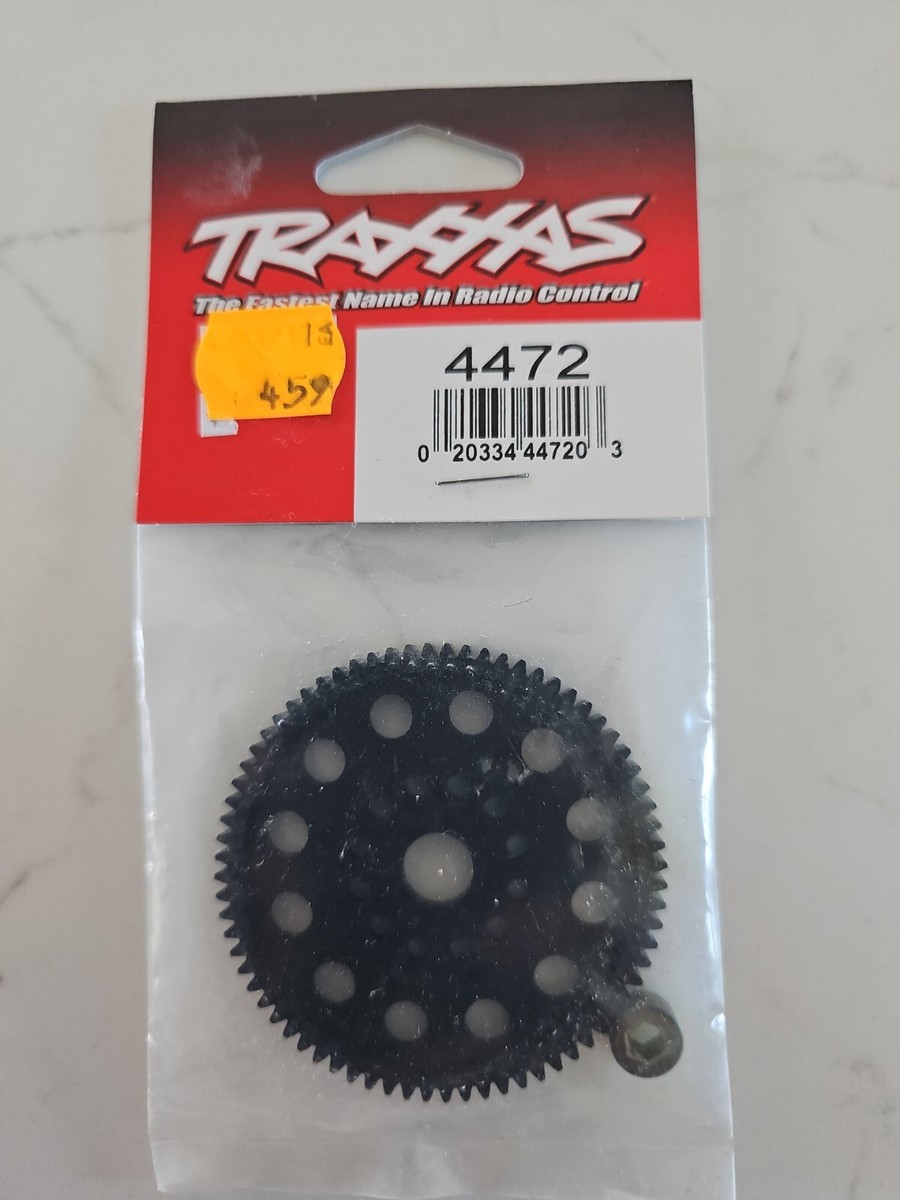 TRAXXAS
The Fastest Name In Radio Control
1 EA
459
4472
0 20334 44720 3